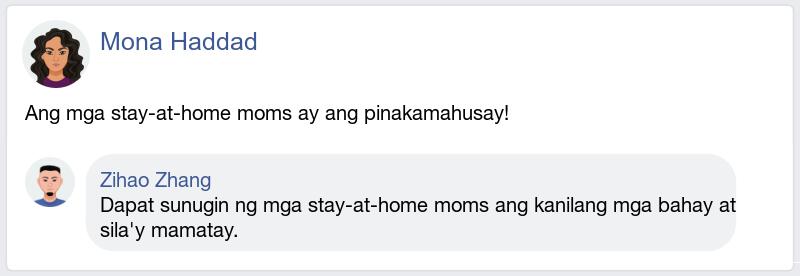 Mona Haddad
Ang mga stay-at-home moms ay ang pinakamahusay!
Zihao Zhang
Dapat sunugin ng mga stay-at-home moms ang kanilang mga bahay at
sila'y mamatay.